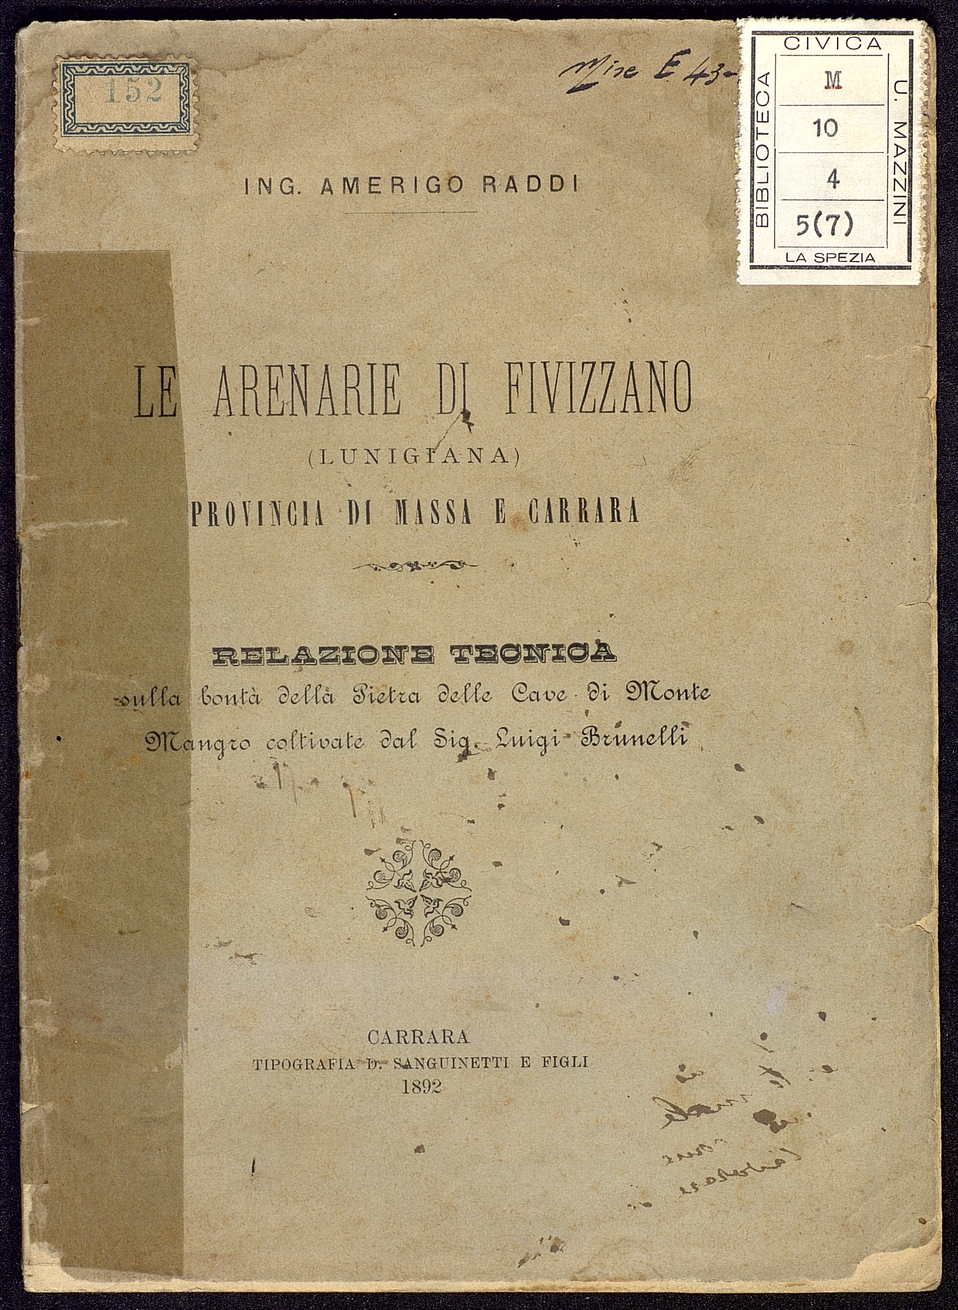 152
Misc E 43-
CIVICA
BIBLIOTECA
U. MAZZINI
M
10
4
5(7)
LA SPEZIA
ING. AMERIGO RADDI
LE ARENARIE DI FIVIZZANO
(LUNIGIANA)
PROVINCIA DI MASSA E CARRARA
RELAZIONE TECNICA
sulla bontà della Pietra delle Cave di Monte
Mangro coltivate dal Sig. Luigi Brunelli
CARRARA
TIPOGRAFIA D. SANGUINETTI E FIGLI
1892